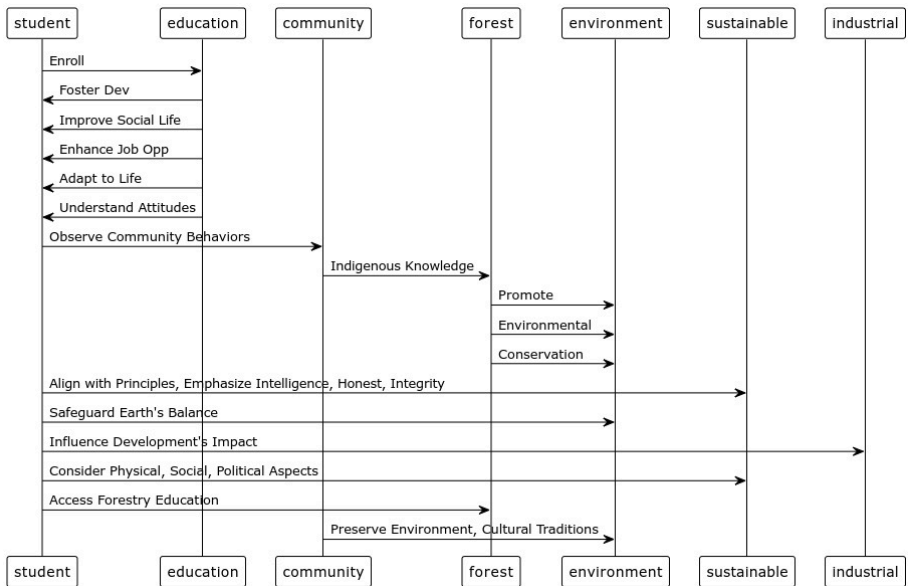 student education community forest environment sustainable industrial
Enroll
Foster Dev
Improve Social Life
Enhance Job Opp
Adapt to Life
Understand Attitudes
Observe Community Behaviors
Indigenous Knowledge
Promote
Environmental
Conservation
Align with Principles, Emphasize Intelligence, Honest, Integrity
Safeguard Earth's Balance
Influence Development's Impact
Consider Physical, Social, Political Aspects
Access Forestry Education
Preserve Environment, Cultural Traditions
student education community forest environment sustainable industrial